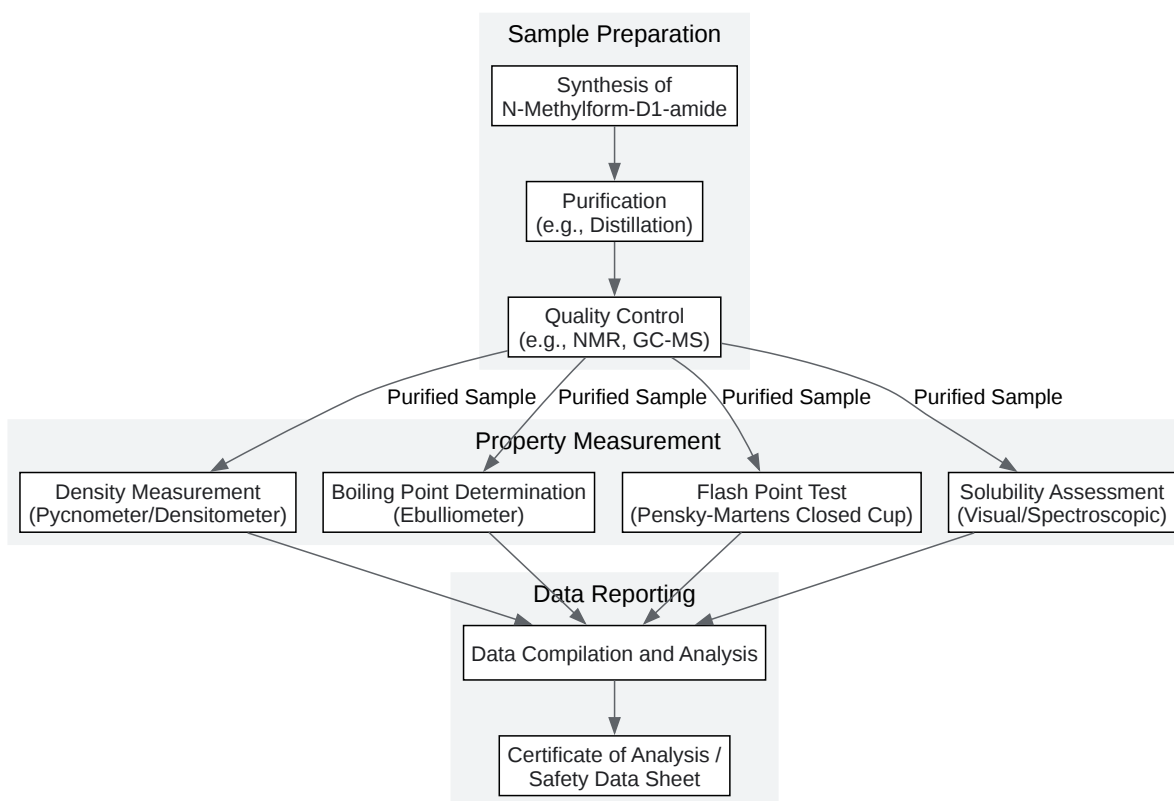 Sample Preparation
Synthesis of
N-Methylform-D1-amide
Purification
(e.g., Distillation)
Quality Control
(e.g., NMR, GC-MS)
Purified Sample
Purified Sample
Purified Sample
Purified Sample
Property Measurement
Density Measurement
(Pycnometer/Densitometer)
Boiling Point Determination
(Ebulliometer)
Flash Point Test
(Pensky-Martens Closed Cup)
Solubility Assessment
(Visual/Spectroscopic)
Data Reporting
Data Compilation and Analysis
Certificate of Analysis /
Safety Data Sheet